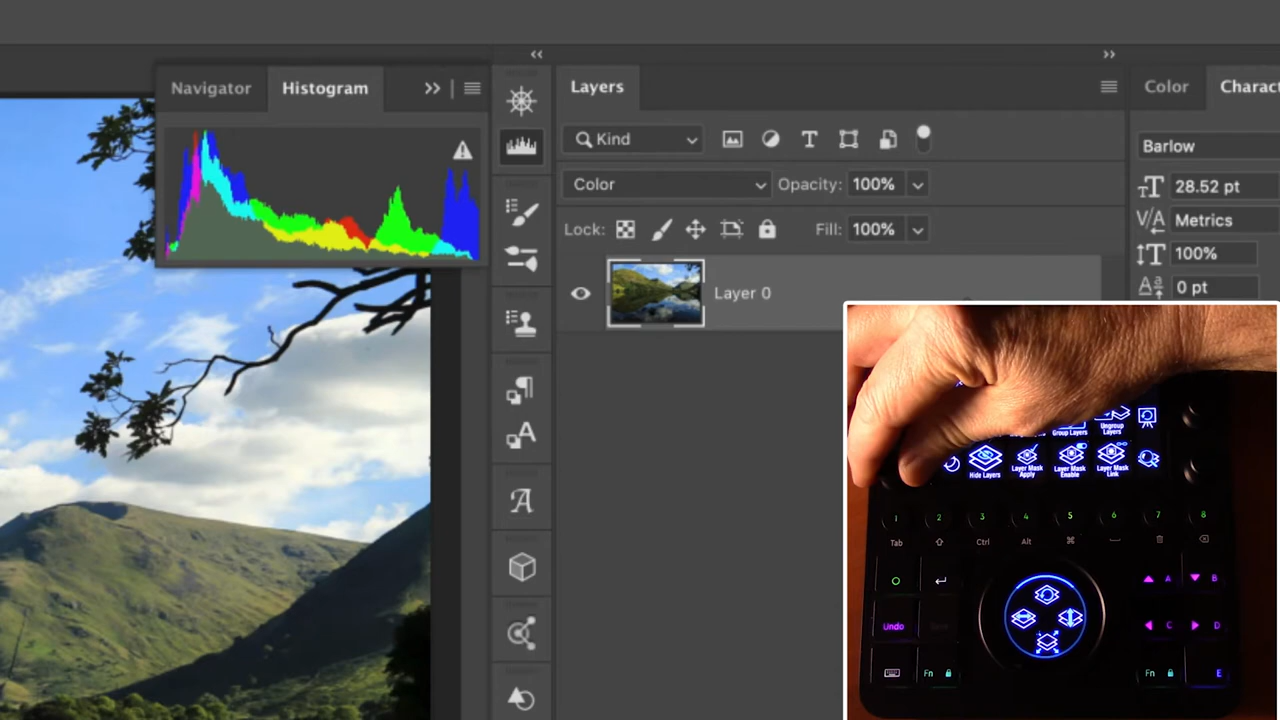 Navigator
Histogram
Layers
Color
Charac
Kind
Barlow
Color
Opacity:
100%
28.52 pt
Metrics
Lock:
Fill:
100%
100%
0 pt
Layer 0
Group Layers
Ungroup
Layers
Hide Layers
Layer Mask
Apply
Layer Mask
Enable
Layer Mask
Link
1
2
3
4
5
6
7
8
Tab
Ctrl
Alt
A
B
Undo
C
D
Fn
Fn
E